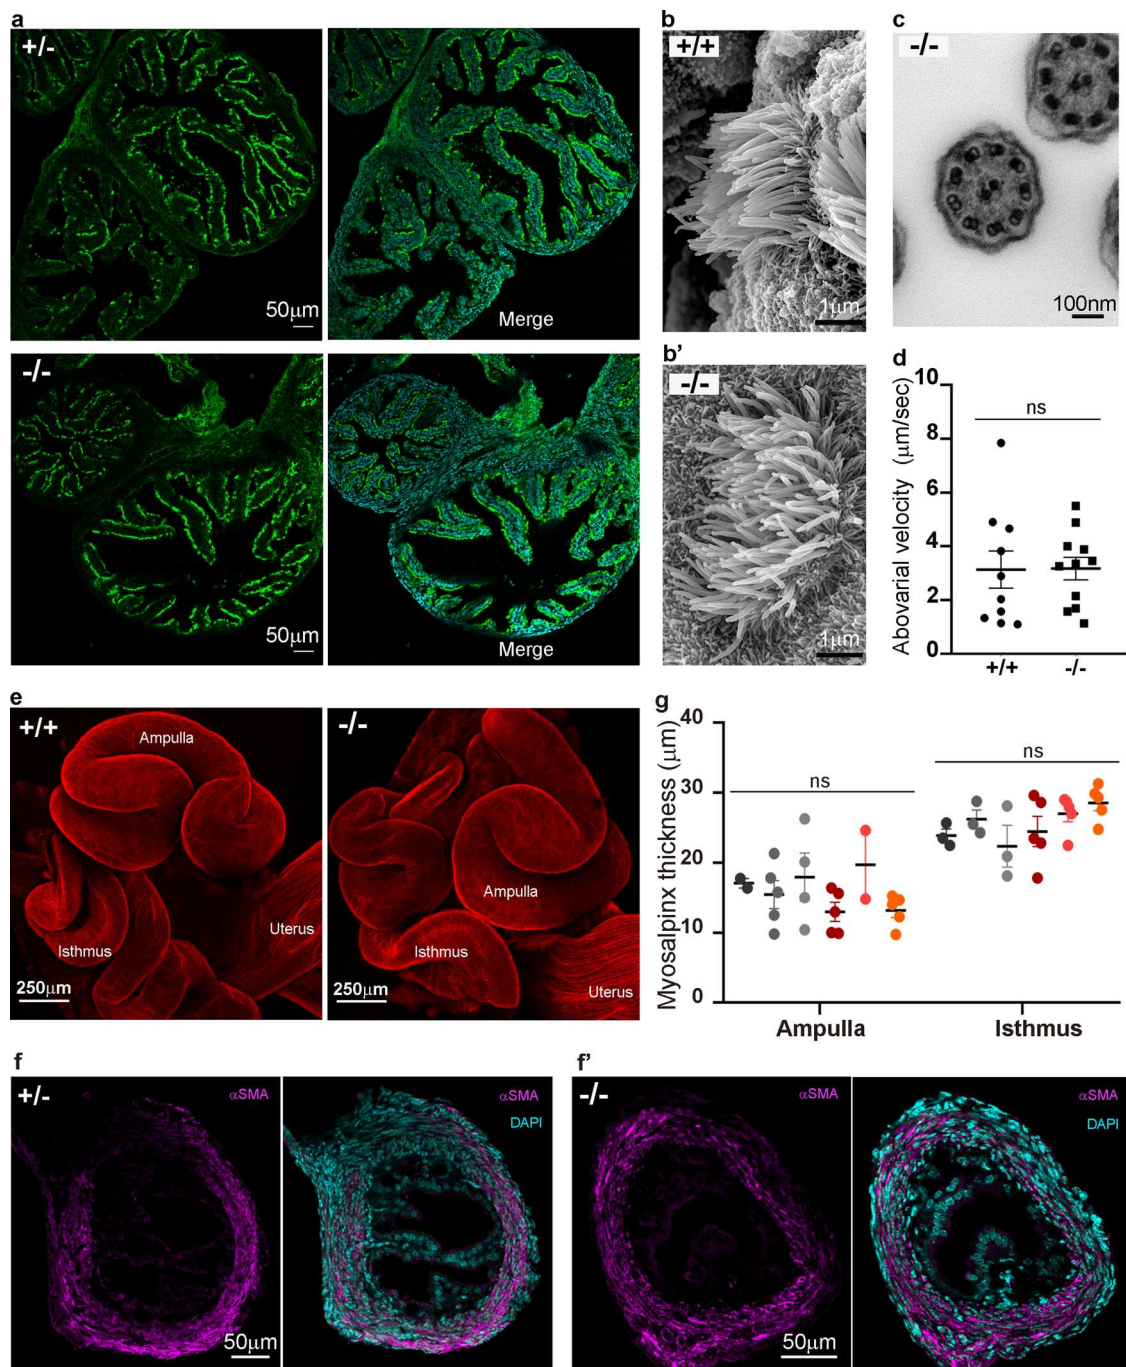 a
+/-
50μm
Merge
-/-
50μm
Merge
b
+/+
1μm
b'
-/-
1μm
c
-/-
100nm
d
Abovarial velocity (μm/sec)
10
8
6
4
2
0
ns
+/+
-/-
e
+/+
Ampulla
Isthmus
Uterus
250μm
-/-
Ampulla
Isthmus
Uterus
250μm
g
Myosalpinx thickness (μm)
40
30
20
10
0
ns
ns
Ampulla
Isthmus
f
+/-
αSMA
50μm
αSMA
DAPI
f'
-/-
αSMA
50μm
αSMA
DAPI